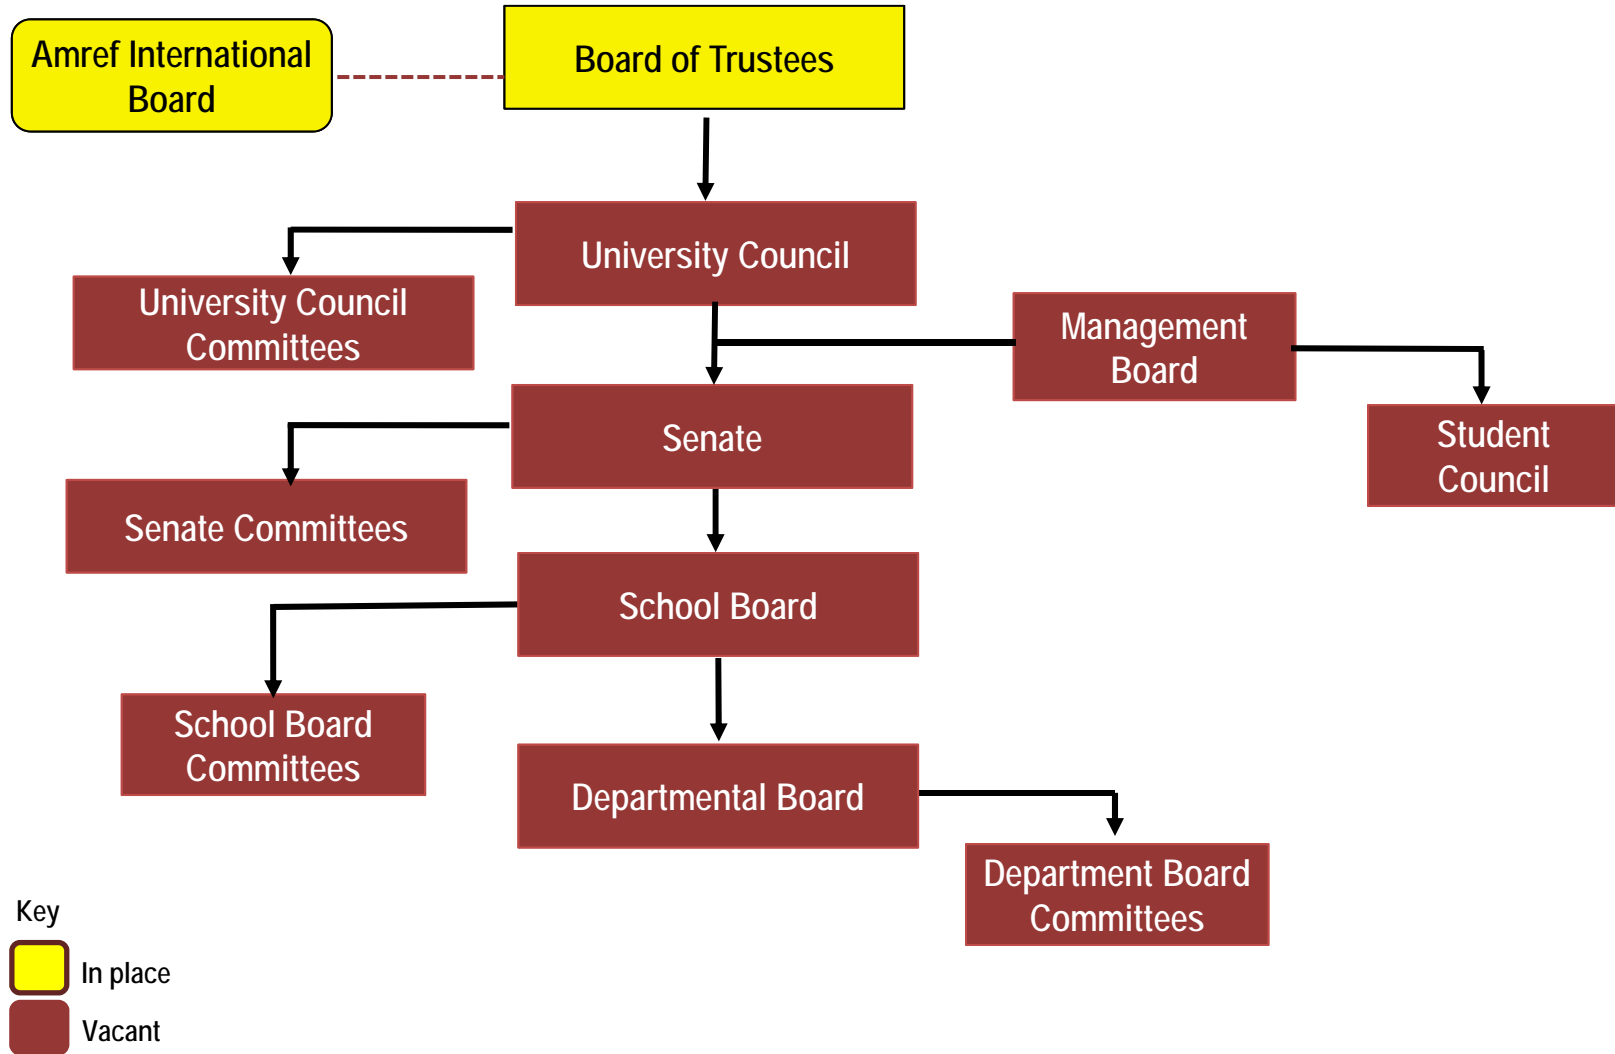 Amref International
Board
Board of Trustees
University Council
University Council
Committees
Management
Board
Senate
Student
Council
Senate Committees
School Board
School Board
Committees
Departmental Board
Department Board
Committees
Key
In place
Vacant